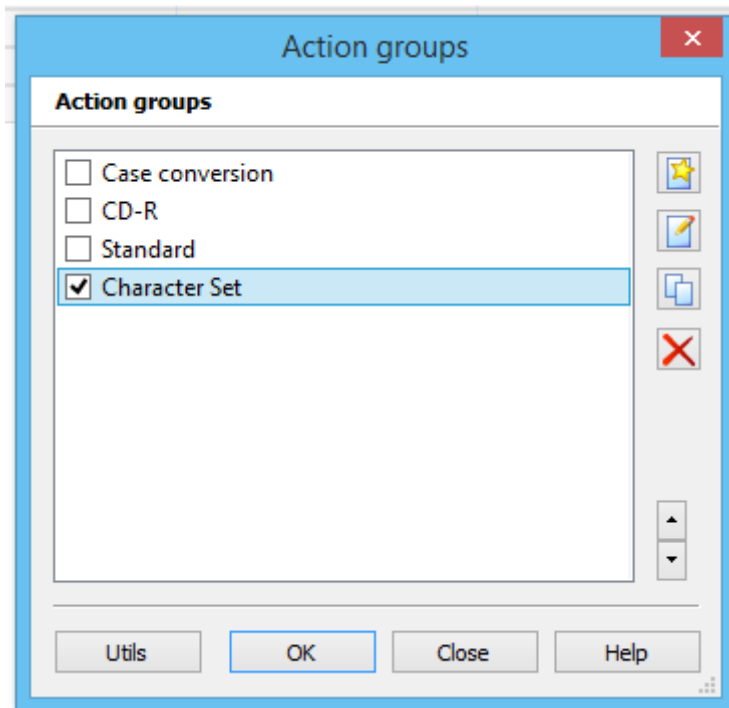 Action groups
Action groups
Case conversion
CD-R
Standard
Character Set
Utils OK Close Help